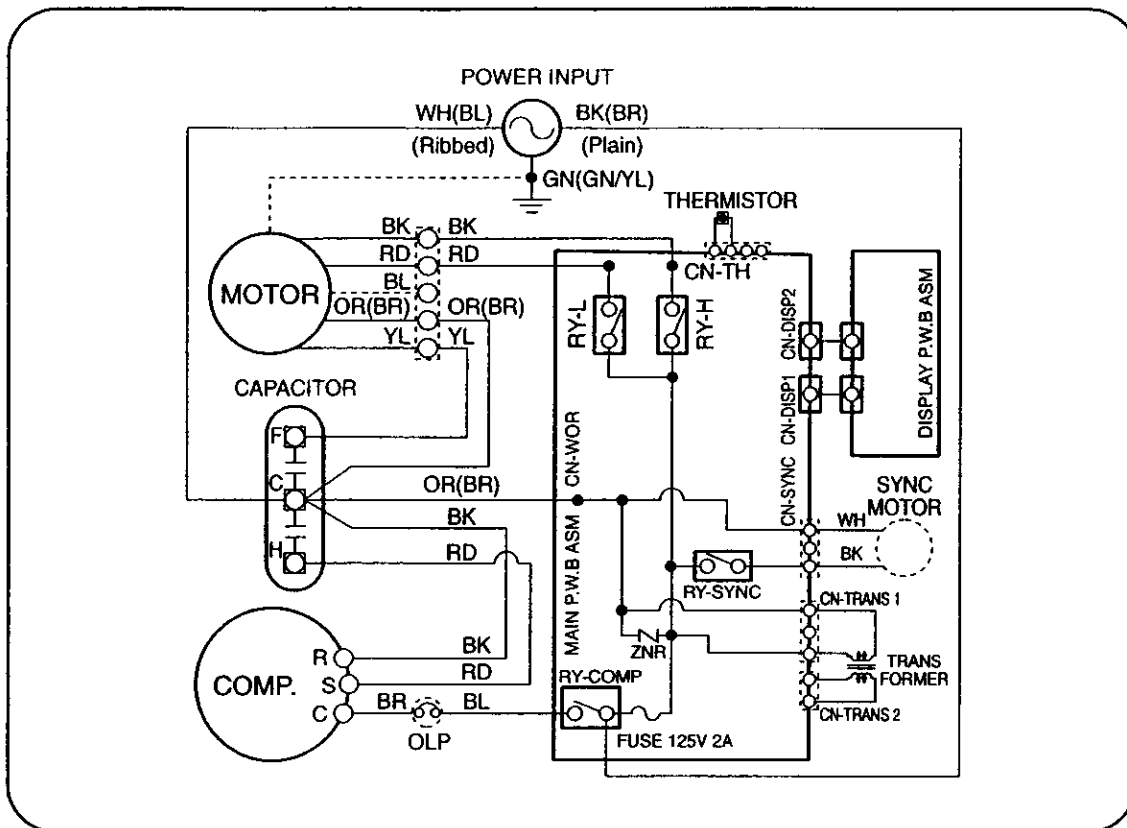 POWER INPUT
WH(BL)
BK(BR)
(Ribbed)
(Plain)
GN(GN/YL)
THERMISTOR
CN-TH
BK
BK
RD
RD
BL
OR(BR)
OR(BR)
YL
YL
MOTOR
RY-L
RY-H
CN-DISP2
CN-DISP1
DISPLAY P.W.B ASM
CAPACITOR
F
C
H
OR(BR)
BK
RD
CN-WOR
MAIN P.W.B ASM
CN-SYNC
SYNC
MOTOR
WH
BK
RY-SYNC
CN-TRANS 1
ZNR
TRANS
FORMER
CN-TRANS 2
COMP.
R
S
C
BK
RD
BR
BL
OLP
RY-COMP
FUSE 125V 2A